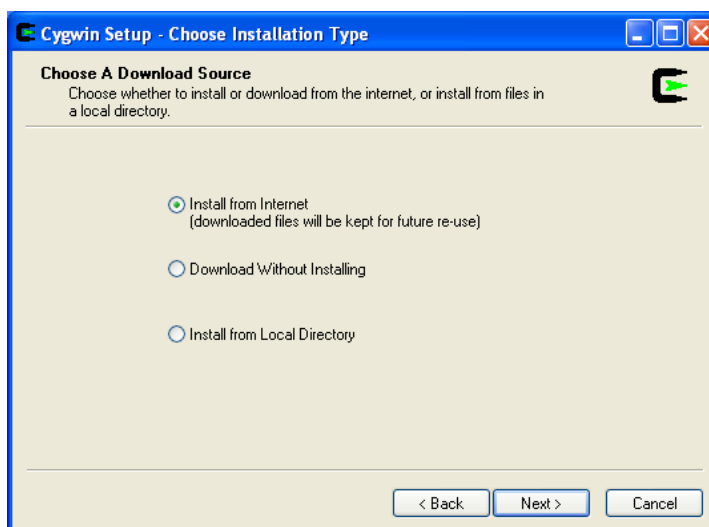 Cygwin Setup - Choose Installation Type
Choose A Download Source
Choose whether to install or download from the internet, or install from files in
a local directory.
Install from Internet
(downloaded files will be kept for future re-use)
Download Without Installing
Install from Local Directory
< Back
Next >
Cancel